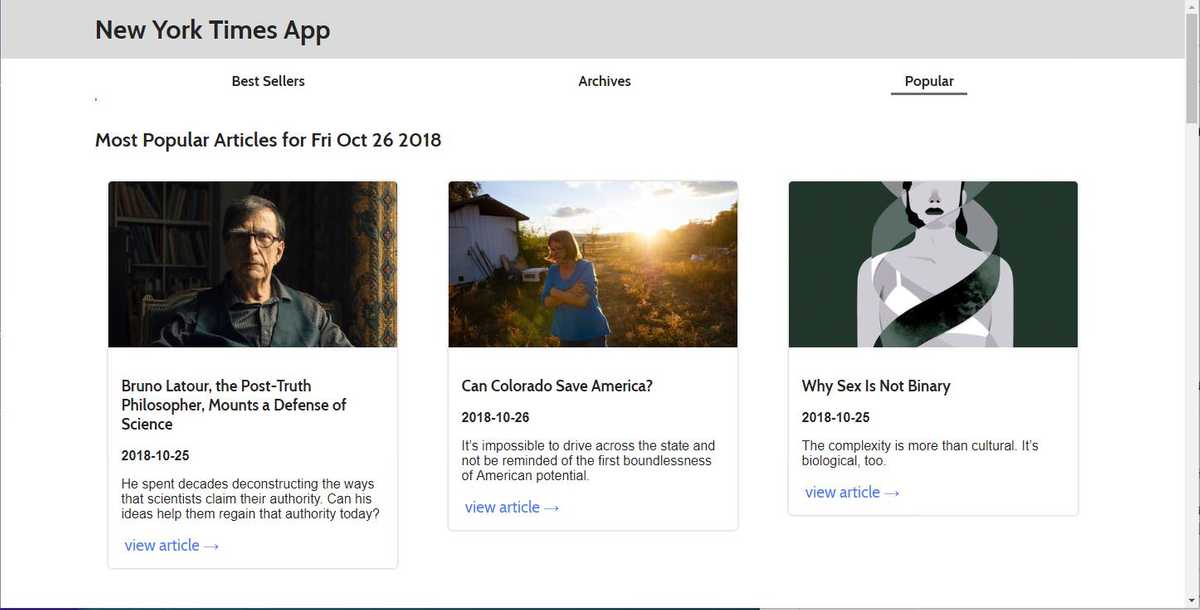 New York Times App
Best Sellers
Archives
Popular
,
Most Popular Articles for Fri Oct 26 2018
Bruno Latour, the Post-Truth
Philosopher, Mounts a Defense of
Science
2018-10-25
He spent decades deconstructing the ways
that scientists claim their authority. Can his
ideas help them regain that authority today?
view article →
Can Colorado Save America?
2018-10-26
It's impossible to drive across the state and
not be reminded of the first boundlessness
of American potential.
view article →
Why Sex Is Not Binary
2018-10-25
The complexity is more than cultural. It's
biological, too.
view article →